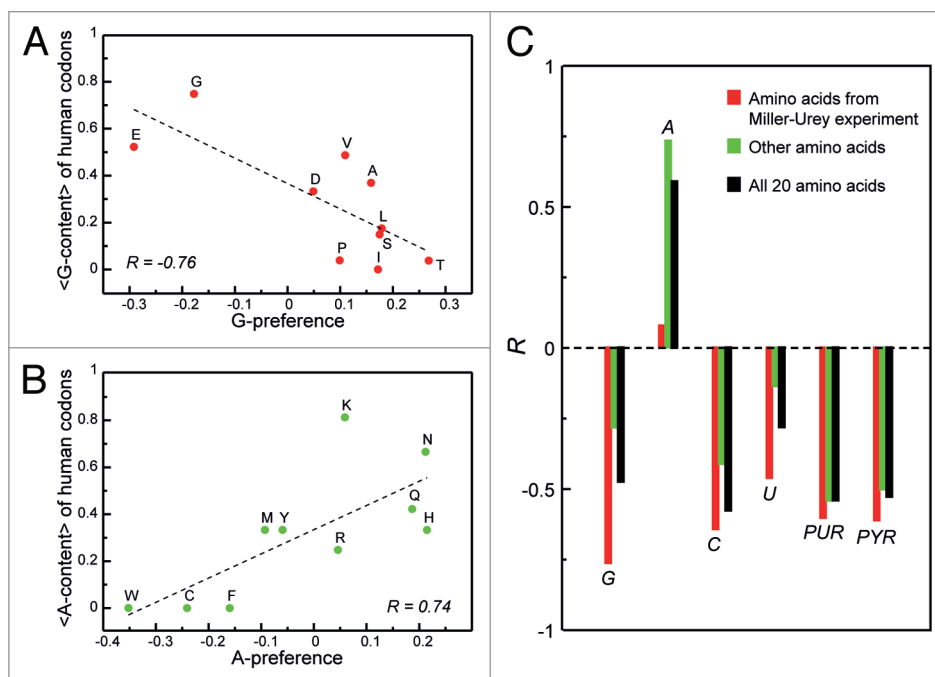 A
<G-content> of human codons
1
0.8
0.6
0.4
0.2
0
G
E
V
A
D
L
S
P
I
T
R = -0.76
-0.3
-0.2
-0.1
0
0.1
0.2
0.3
G-preference
B
<A-content> of human codons
1
0.8
0.6
0.4
0.2
0
K
N
Q
M
Y
H
R
W
C
F
R = 0.74
-0.4
-0.3
-0.2
-0.1
0
0.1
0.2
A-preference
C
R
1
0.5
0
-0.5
-1
Amino acids from
Miller-Urey experiment
Other amino acids
All 20 amino acids
A
G
C
U
PUR
PYR